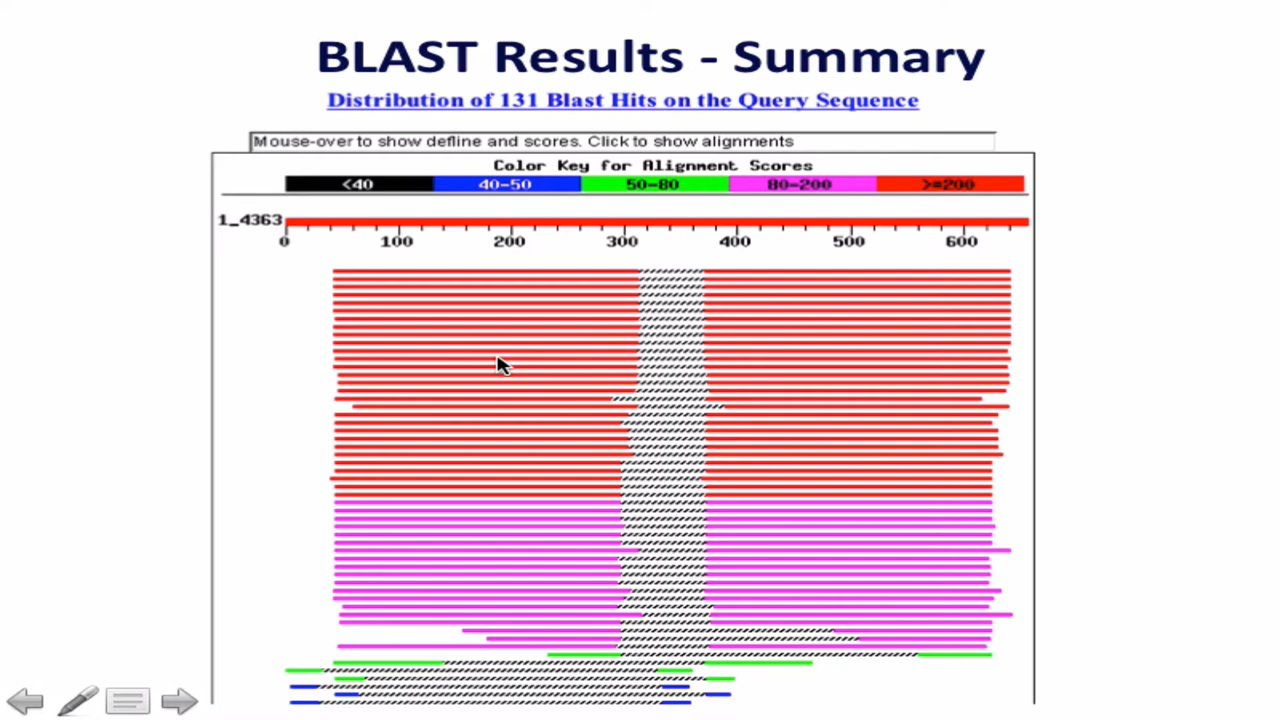 BLAST Results - Summary
Distribution of 131 Blast Hits on the Query Sequence
Mouse-over to show defline and scores. Click to show alignments
Color Key for Alignment Scores
<40 40-50 50-80 80-200 >=200
1_4363
0 100 200 300 400 500 600